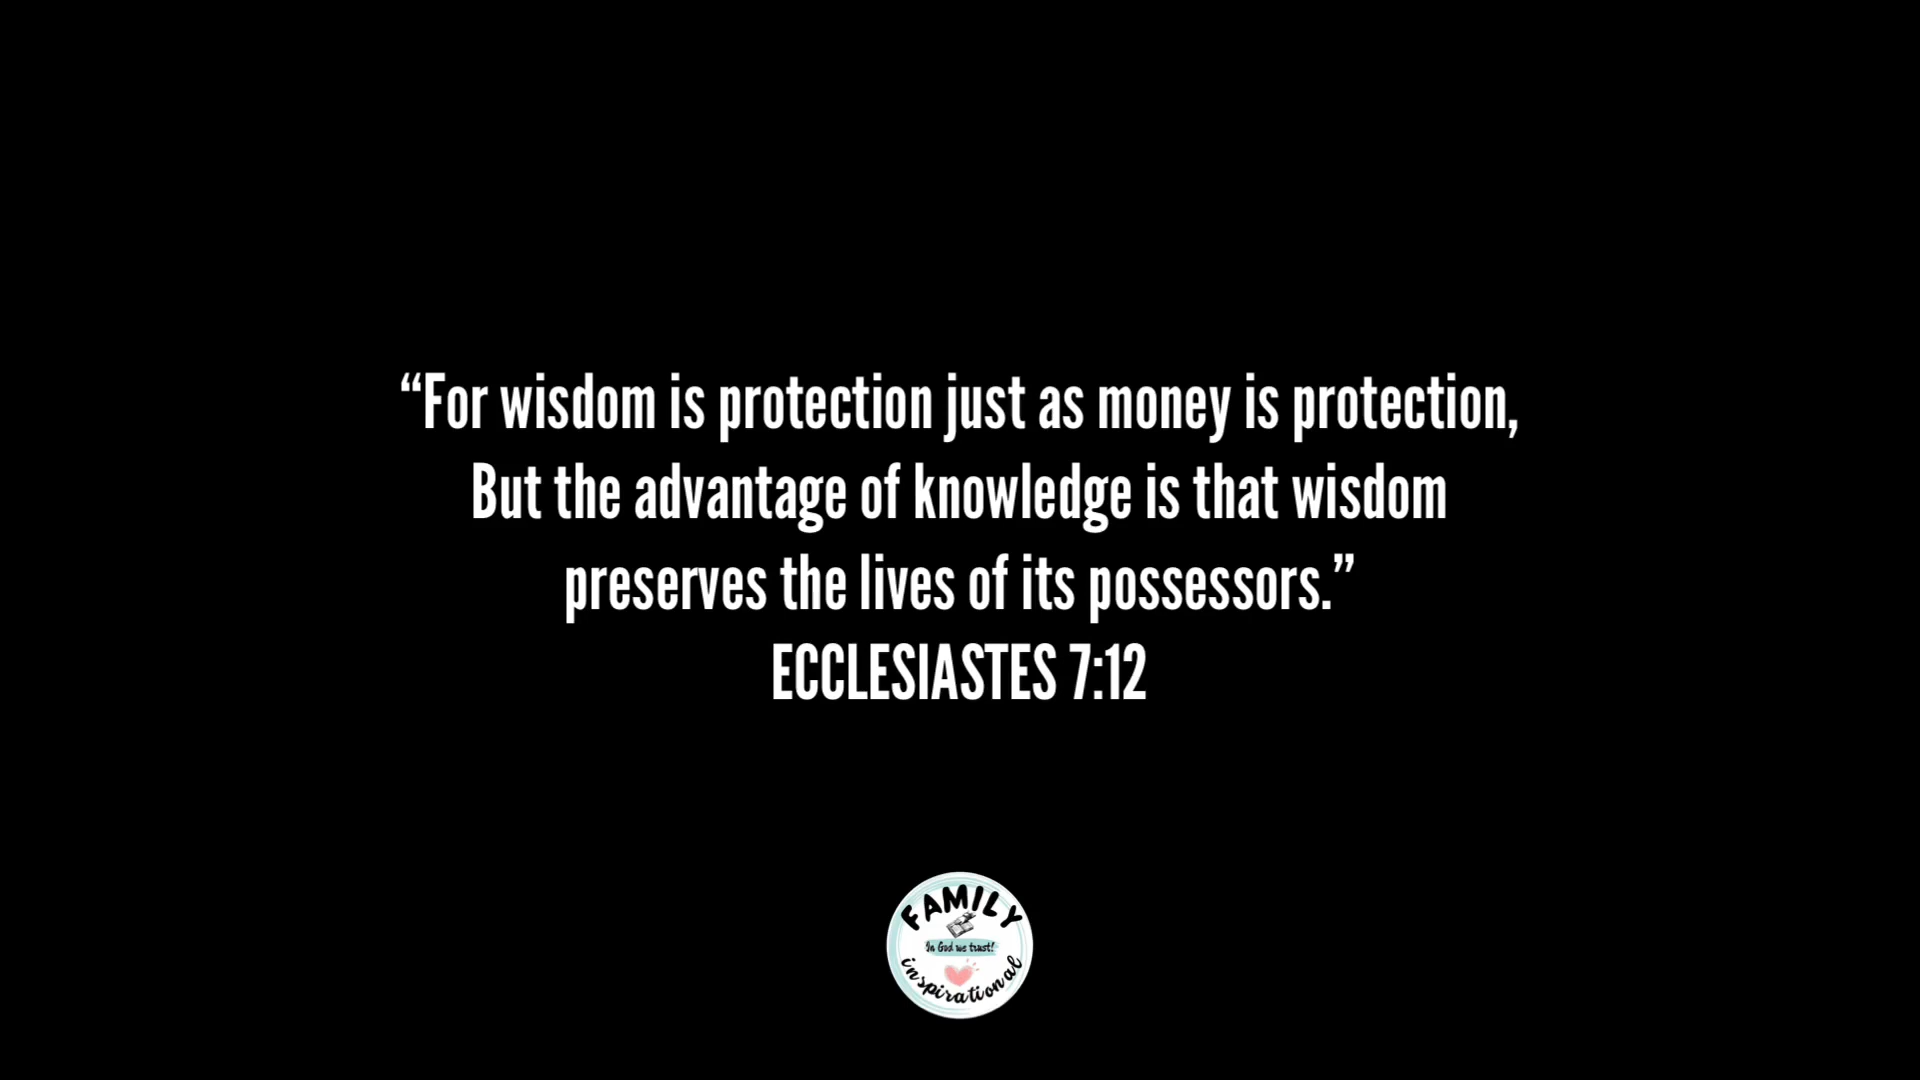 “For wisdom is protection just as money is protection,
But the advantage of knowledge is that wisdom
preserves the lives of its possessors.”
ECCLESIASTES 7:12
FAMILY
In God we trust!
inspirational